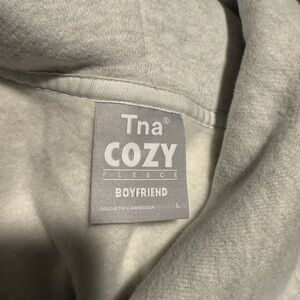 Tna®
COZY
FLEECE
BOYFRIEND
MADE IN CAMBODIA L